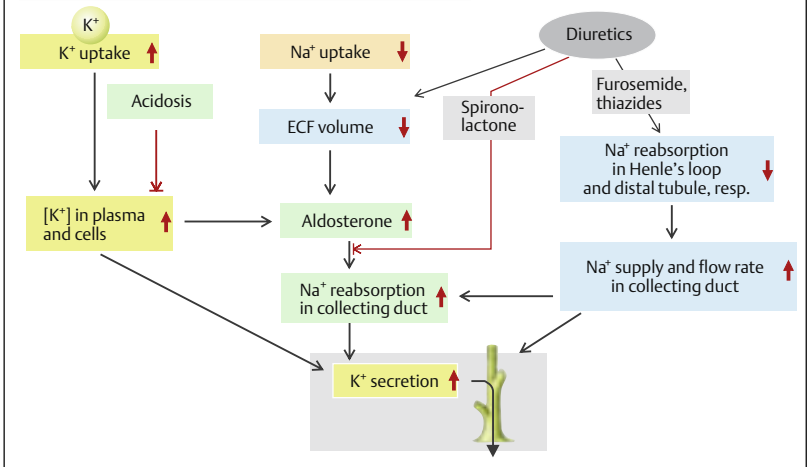 K⁺
K⁺ uptake
Na⁺ uptake
Diuretics
Furosemide,
thiazides
Acidosis
Spirono-
lactone
ECF volume
Na⁺ reabsorption
in Henle's loop
and distal tubule, resp.
[K⁺] in plasma
and cells
Aldosterone
Na⁺ supply and flow rate
in collecting duct
Na⁺ reabsorption
in collecting duct
K⁺ secretion